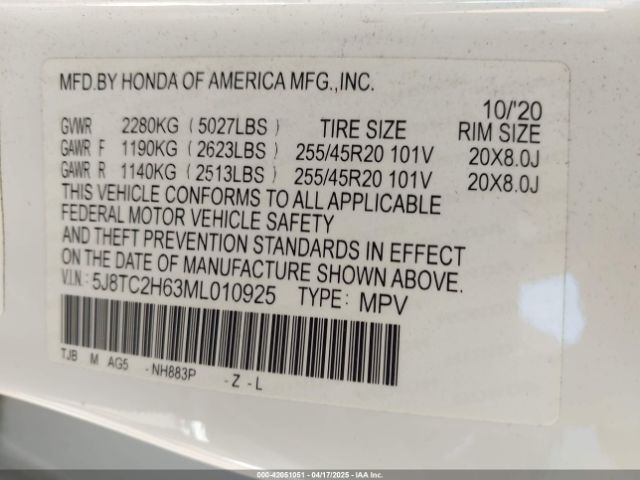 MFD.BY HONDA OF AMERICA MFG.,INC.
10/'20
GVWR 2280KG (5027LBS) TIRE SIZE RIM SIZE
GAWR F 1190KG (2623LBS) 255/45R20 101V 20X8.0J
GAWR R 1140KG (2513LBS) 255/45R20 101V 20X8.0J
THIS VEHICLE CONFORMS TO ALL APPLICABLE
FEDERAL MOTOR VEHICLE SAFETY
AND THEFT PREVENTION STANDARDS IN EFFECT
ON THE DATE OF MANUFACTURE SHOWN ABOVE.
V.I.N.: 5J8TC2H63ML010925 TYPE: MPV
TJB M AG5 -NH883P -Z-L
000-42051051 04/17/2025 IAA Inc.